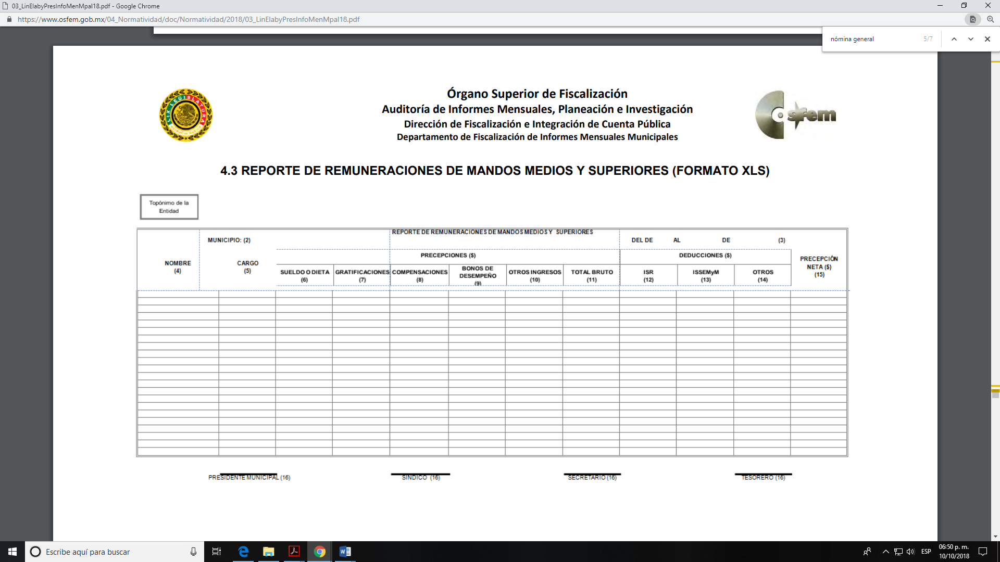 03_LinElabyPresInfoMenMpal18.pdf - Google Chrome
https://www.osfem.gob.mx/04_Normatividad/doc/Normatividad/2018/03_LinElabyPresInfoMenMpal18.pdf
nómina general 5/7
LIX LEGISLATURA
Órgano Superior de Fiscalización
Auditoría de Informes Mensuales, Planeación e Investigación
Dirección de Fiscalización e Integración de Cuenta Pública
Departamento de Fiscalización de Informes Mensuales Municipales
osfem
4.3 REPORTE DE REMUNERACIONES DE MANDOS MEDIOS Y SUPERIORES (FORMATO XLS)
Topónimo de la
Entidad
REPORTE DE REMUNERACIONES DE MANDOS MEDIOS Y SUPERIORES
MUNICIPIO: (2) DEL DE AL DE (3)
PRECEPCIONES ($) DEDUCCIONES ($)
NOMBRE
(4)
CARGO
(5)
SUELDO O DIETA
(6)
GRATIFICACIONES
(7)
COMPENSACIONES
(8)
BONOS DE
DESEMPEÑO
(9)
OTROS INGRESOS
(10)
TOTAL BRUTO
(11)
ISR
(12)
ISSEMyM
(13)
OTROS
(14)
PRECEPCIÓN
NETA ($)
(15)
PRESIDENTE MUNICIPAL (16) SINDICO (16) SECRETARIO (16) TESORERO (16)
Escribe aquí para buscar
ESP
06:50 p. m.
10/10/2018